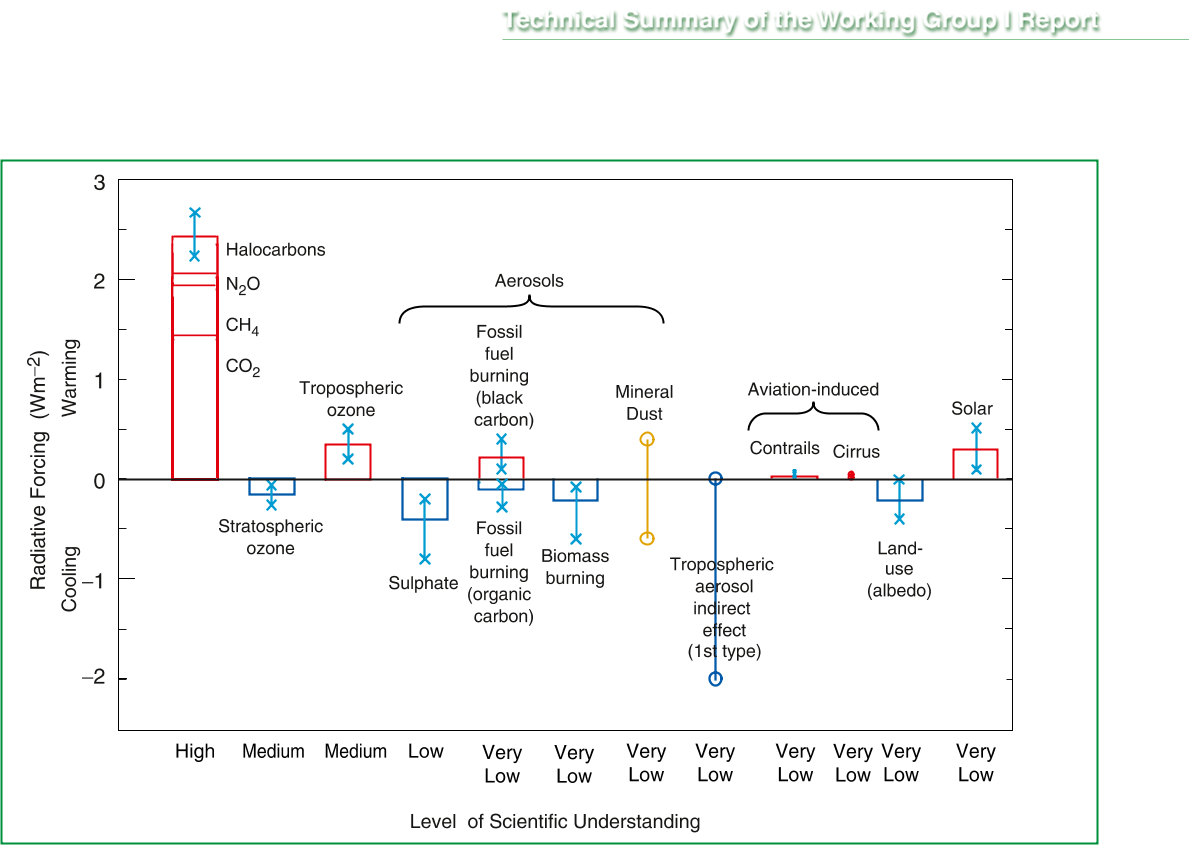 Technical Summary of the Working Group I Report
3
2
1
0
−1
−2
Radiative Forcing (Wm−2)
Warming
Cooling
Halocarbons
N2O
CH4
CO2
Stratospheric
ozone
Tropospheric
ozone
Aerosols
Sulphate
Fossil
fuel
burning
(black
carbon)
Fossil
fuel
burning
(organic
carbon)
Biomass
burning
Mineral
Dust
Tropospheric
aerosol
indirect
effect
(1st type)
Aviation-induced
Contrails
Cirrus
Land-
use
(albedo)
Solar
High
Medium
Medium
Low
Very
Low
Very
Low
Very
Low
Very
Low
Very
Low
Very
Low
Very
Low
Very
Low
Level of Scientific Understanding